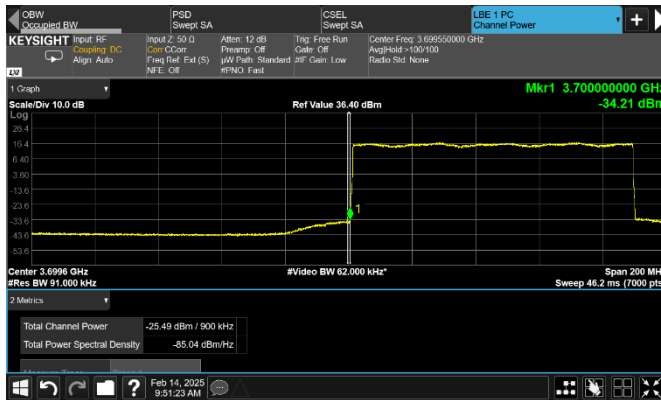 OBW
Occupied BW
PSD
Swept SA
CSEL
Swept SA
LBE 1 PC
Channel Power
KEYSIGHT
Input: RF
Coupling: DC
Align: Auto
Input Z: 50 Ω
Corr CCorr
Freq Ref: Ext (S)
NFE: Off
Atten: 12 dB
Preamp: Off
µW Path: Standard
#PNO: Fast
Trig: Free Run
Gate: Off
#IF Gain: Low
Center Freq: 3.699550000 GHz
Avg|Hold:>100/100
Radio Std: None
1 Graph
Scale/Div 10.0 dB
Ref Value 36.40 dBm
Mkr1 3.700000000 GHz
-34.21 dBm
Log
26.4
16.4
6.40
-3.60
-13.6
-23.6
-33.6
-43.6
-53.6
1
Center 3.6996 GHz
#Video BW 62.000 kHz*
Span 200 MH
#Res BW 91.000 kHz
Sweep 46.2 ms (7000 pts
2 Metrics
Total Channel Power -25.49 dBm / 900 kHz
Total Power Spectral Density -85.04 dBm/Hz
Feb 14, 2025
9:51:23 AM